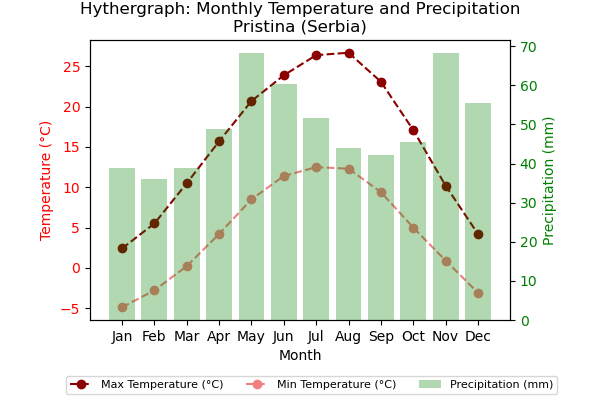 Hythergraph: Monthly Temperature and Precipitation
Pristina (Serbia)
Temperature (°C)
25
20
15
10
5
0
−5
70
60
50
40
30
20
10
0
Precipitation (mm)
Jan Feb Mar Apr May Jun Jul Aug Sep Oct Nov Dec
Month
Max Temperature (°C) Min Temperature (°C) Precipitation (mm)